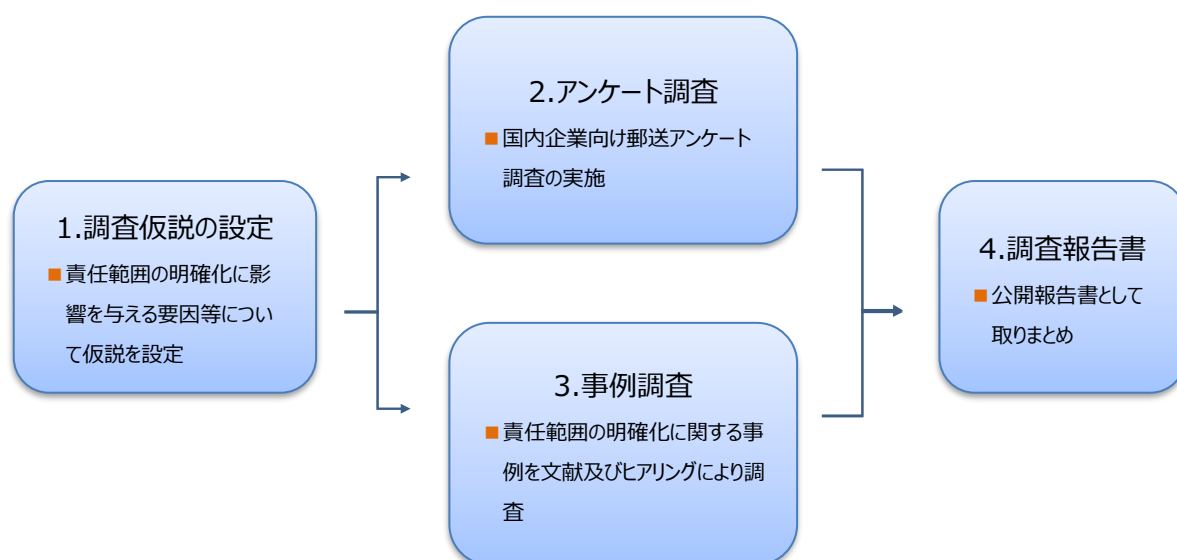 1.調査仮説の設定
■責任範囲の明確化に影
響を与える要因等につい
て仮説を設定
2.アンケート調査
■国内企業向け郵送アンケート
調査の実施
3.事例調査
■責任範囲の明確化に関する事
例を文献及びヒアリングにより調
査
4.調査報告書
■公開報告書として
取りまとめ